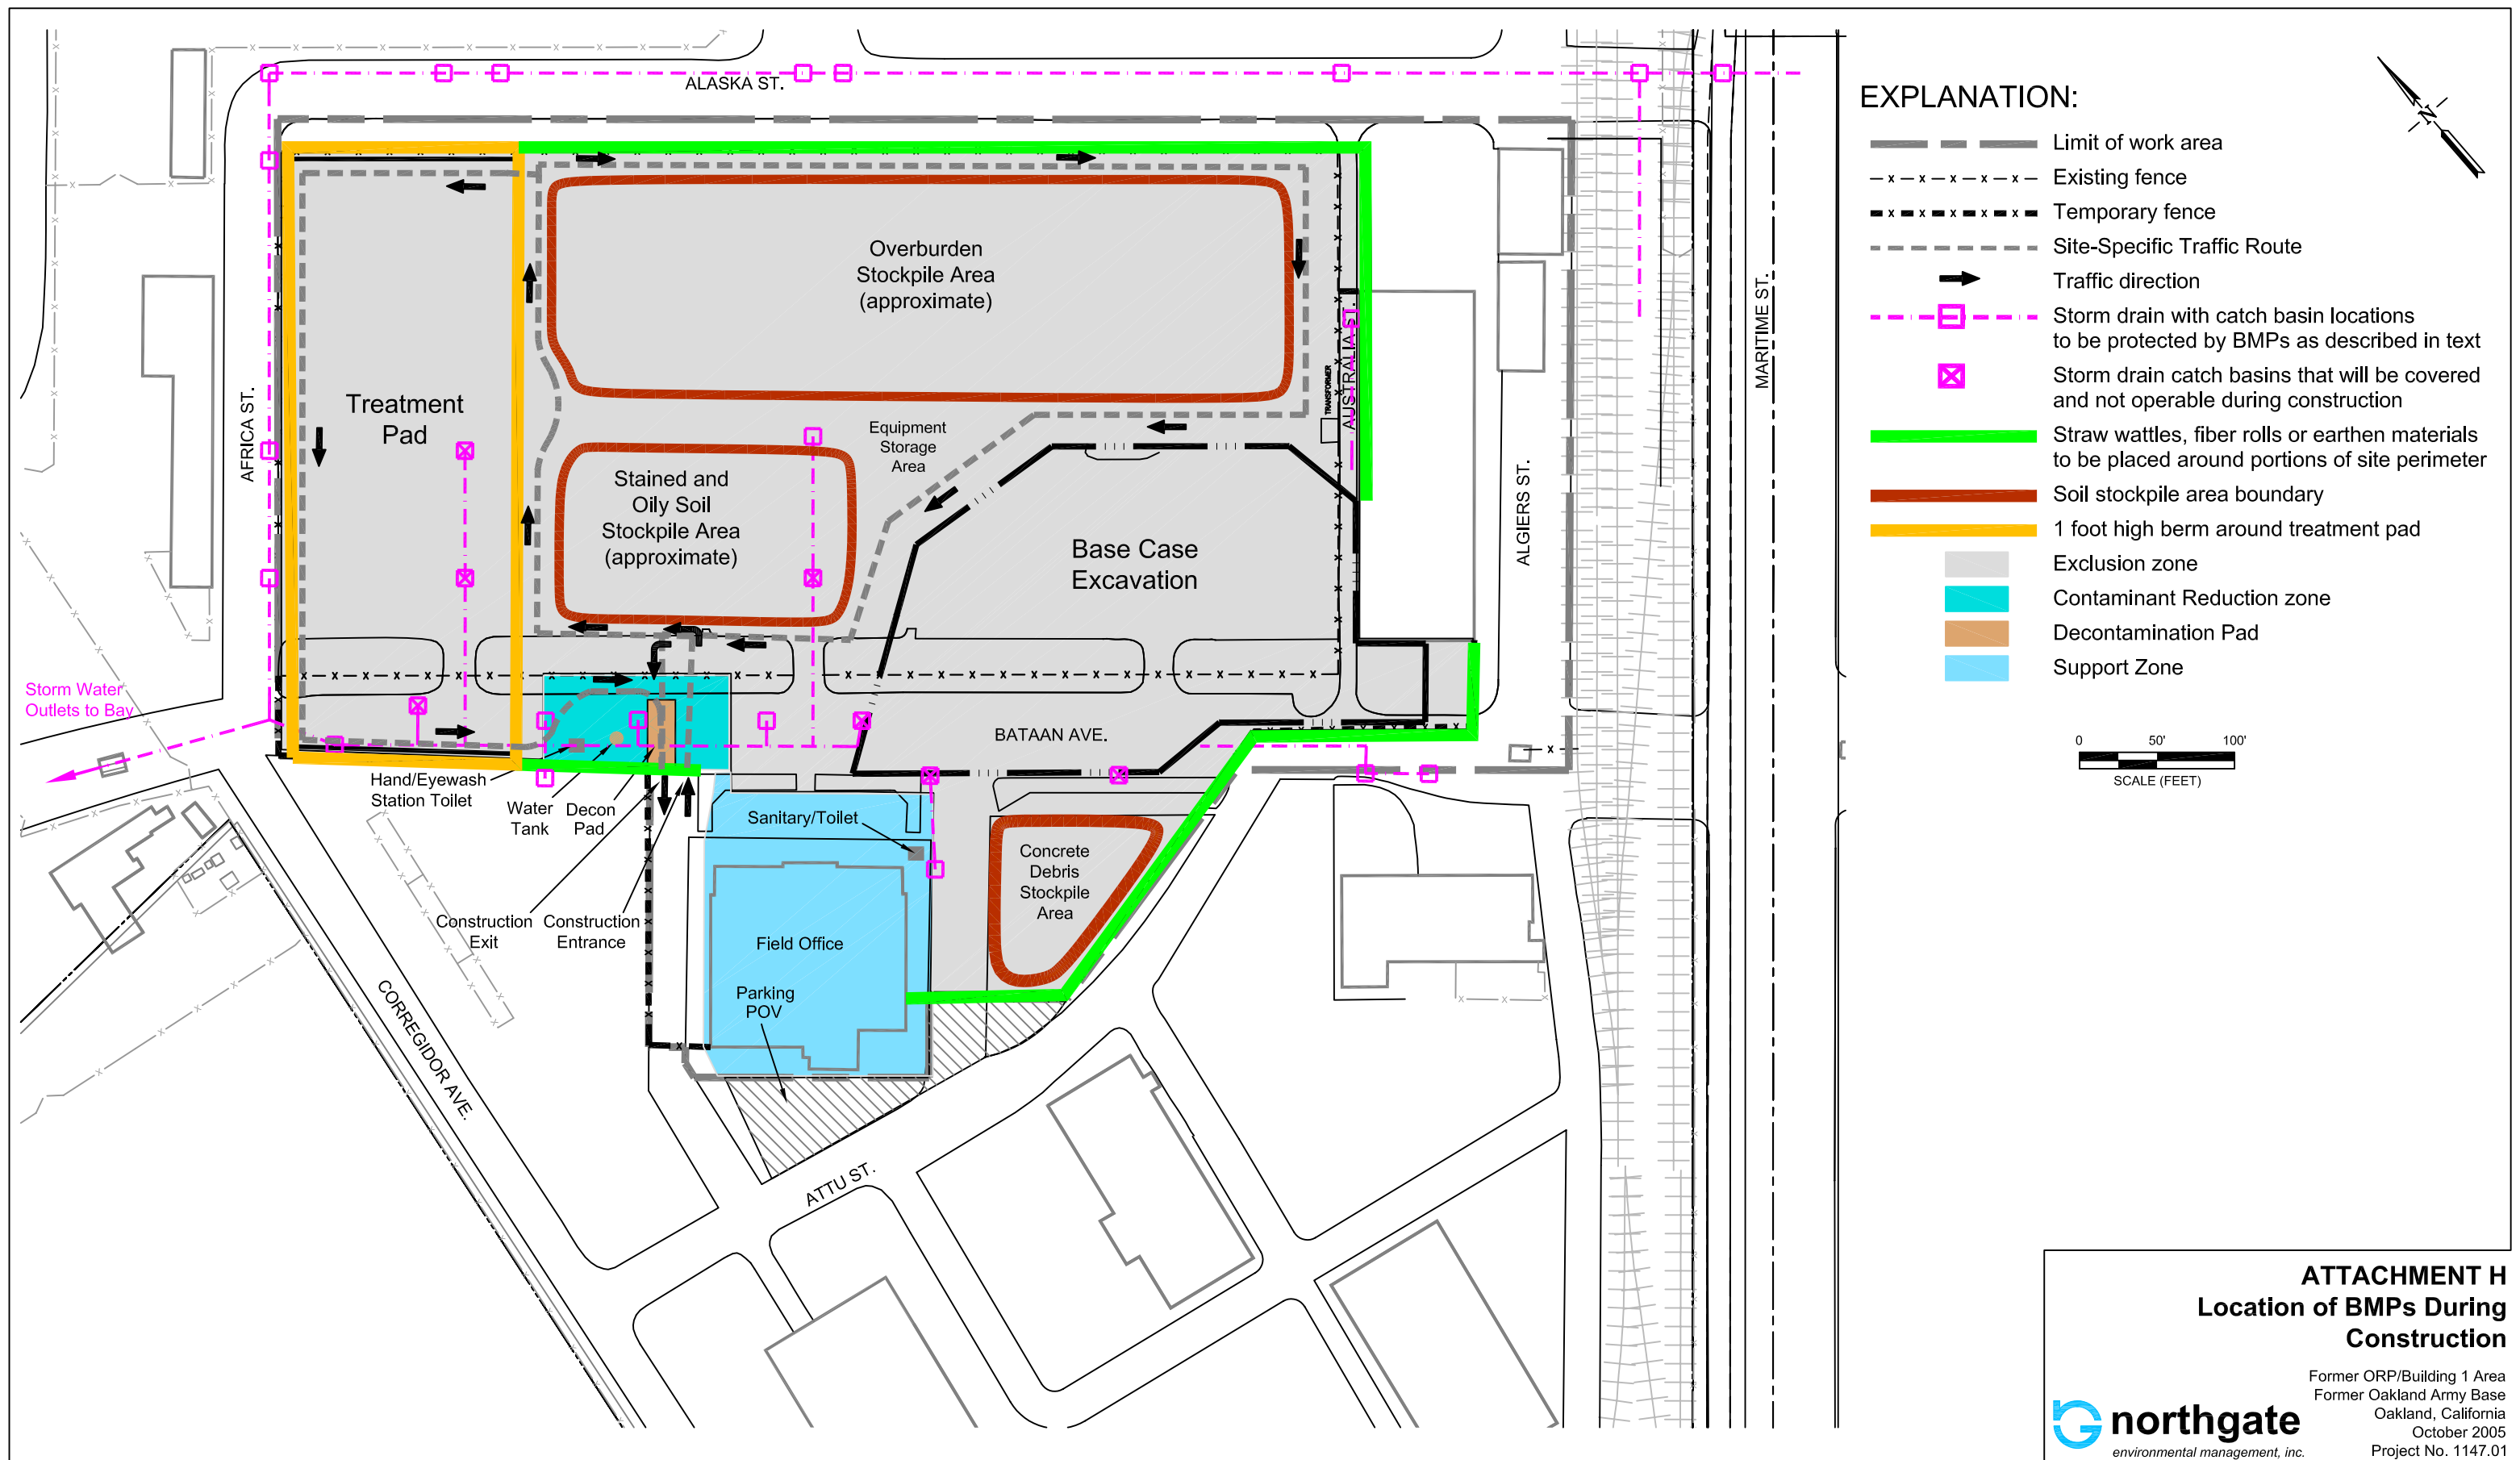 ALASKA ST.
EXPLANATION:
Limit of work area
Existing fence
Temporary fence
Site-Specific Traffic Route
Traffic direction
Storm drain with catch basin locations
to be protected by BMPs as described in text
Storm drain catch basins that will be covered
and not operable during construction
Straw wattles, fiber rolls or earthen materials
to be placed around portions of site perimeter
Soil stockpile area boundary
1 foot high berm around treatment pad
Exclusion zone
Contaminant Reduction zone
Decontamination Pad
Support Zone
N
0 50' 100'
SCALE (FEET)
Overburden
Stockpile Area
(approximate)
Treatment
Pad
AFRICA ST.
Equipment
Storage
Area
TRANSFORMER
AUSTRALIA ST.
MARITIME ST.
ALGIERS ST.
Stained and
Oily Soil
Stockpile Area
(approximate)
Base Case
Excavation
Storm Water
Outlets to Bay
BATAAN AVE.
Hand/Eyewash
Station Toilet
Water
Tank
Decon
Pad
Sanitary/Toilet
Concrete
Debris
Stockpile
Area
Construction
Exit
Construction
Entrance
Field Office
Parking
POV
CORREGIDOR AVE.
ATTU ST.
ATTACHMENT H
Location of BMPs During
Construction
Former ORP/Building 1 Area
Former Oakland Army Base
Oakland, California
October 2005
Project No. 1147.01
northgate
environmental management, inc.